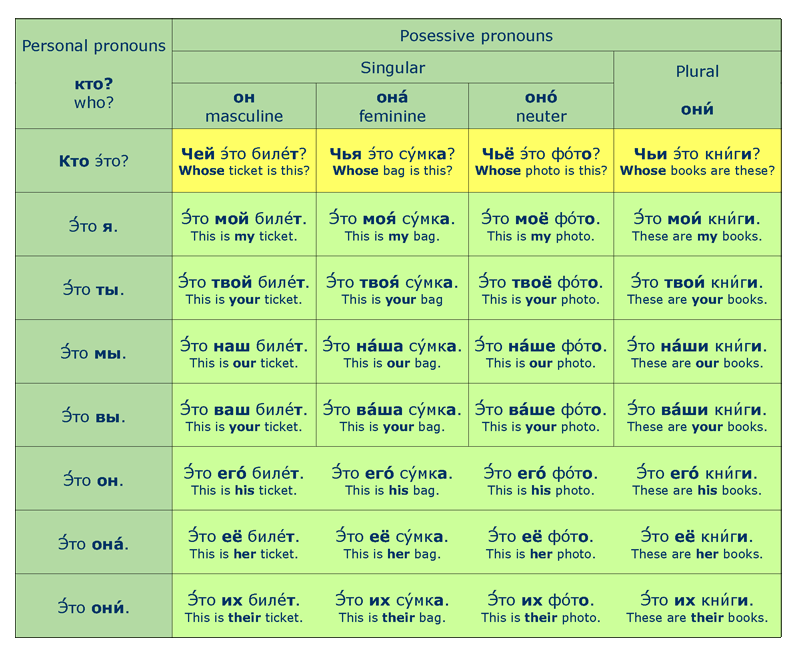 Personal pronouns
кто?
who?
Posessive pronouns
Singular
Plural
они́
он
masculine
она́
feminine
оно́
neuter
Кто э́то?
Чей э́то биле́т?
Whose ticket is this?
Чья э́то су́мка?
Whose bag is this?
Чьё э́то фо́то?
Whose photo is this?
Чьи э́то кни́ги?
Whose books are these?
Э́то я.
Э́то мой биле́т.
This is my ticket.
Э́то моя́ су́мка.
This is my bag.
Э́то моё фо́то.
This is my photo.
Э́то мои́ кни́ги.
These are my books.
Э́то ты.
Э́то твой биле́т.
This is your ticket.
Э́то твоя́ су́мка.
This is your bag
Э́то твоё фо́то.
This is your photo.
Э́то твои́ кни́ги.
These are your books.
Э́то мы.
Э́то наш биле́т.
This is our ticket.
Э́то на́ша су́мка.
This is our bag.
Э́то на́ше фо́то.
This is our photo.
Э́то на́ши кни́ги.
These are our books.
Э́то вы.
Э́то ваш биле́т.
This is your ticket.
Э́то ва́ша су́мка.
This is your bag.
Э́то ва́ше фо́то.
This is your photo.
Э́то ва́ши кни́ги.
These are your books.
Э́то он.
Э́то его́ биле́т.
This is his ticket.
Э́то его́ су́мка.
This is his bag.
Э́то его́ фо́то.
This is his photo.
Э́то его́ кни́ги.
These are his books.
Э́то она́.
Э́то её биле́т.
This is her ticket.
Э́то её су́мка.
This is her bag.
Э́то её фо́то.
This is her photo.
Э́то её кни́ги.
These are her books.
Э́то они́.
Э́то их биле́т.
This is their ticket.
Э́то их су́мка.
This is their bag.
Э́то их фо́то.
This is their photo.
Э́то их кни́ги.
These are their books.